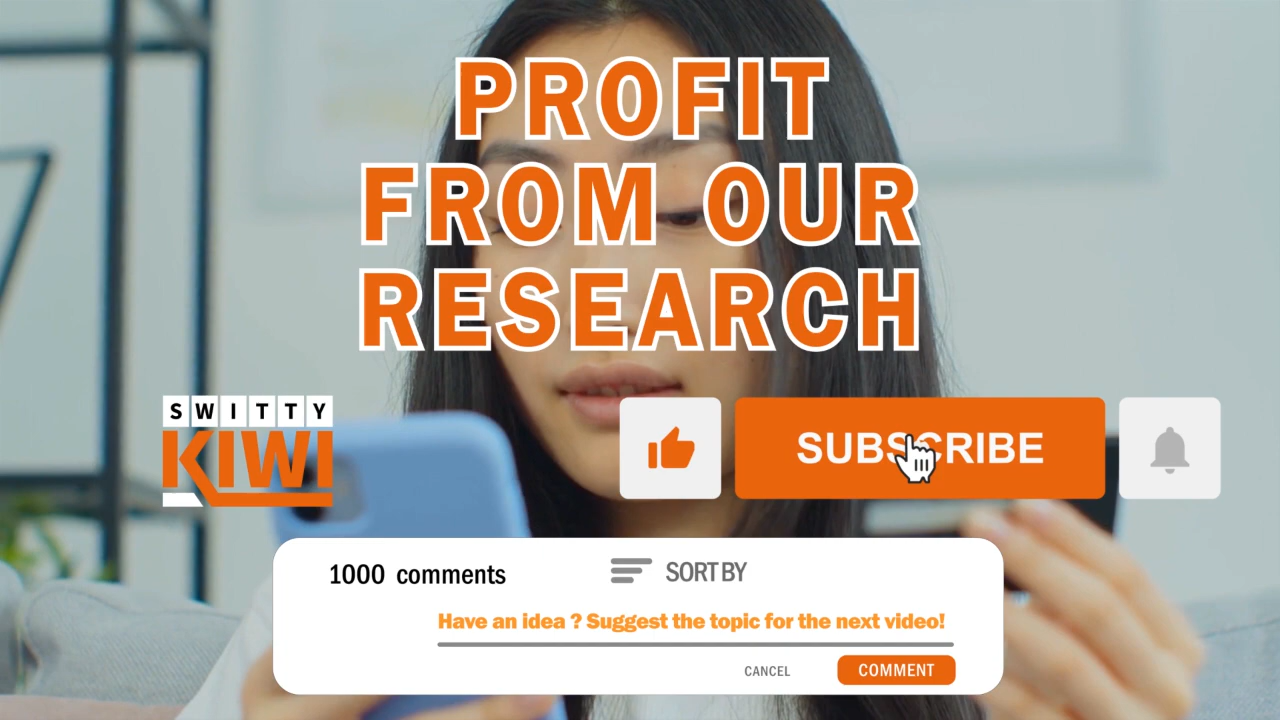 PROFIT
FROM OUR
RESEARCH
SWITTY
KIWI
SUBSCRIBE
1000 comments
SORT BY
Have an idea ? Suggest the topic for the next video!
CANCEL
COMMENT